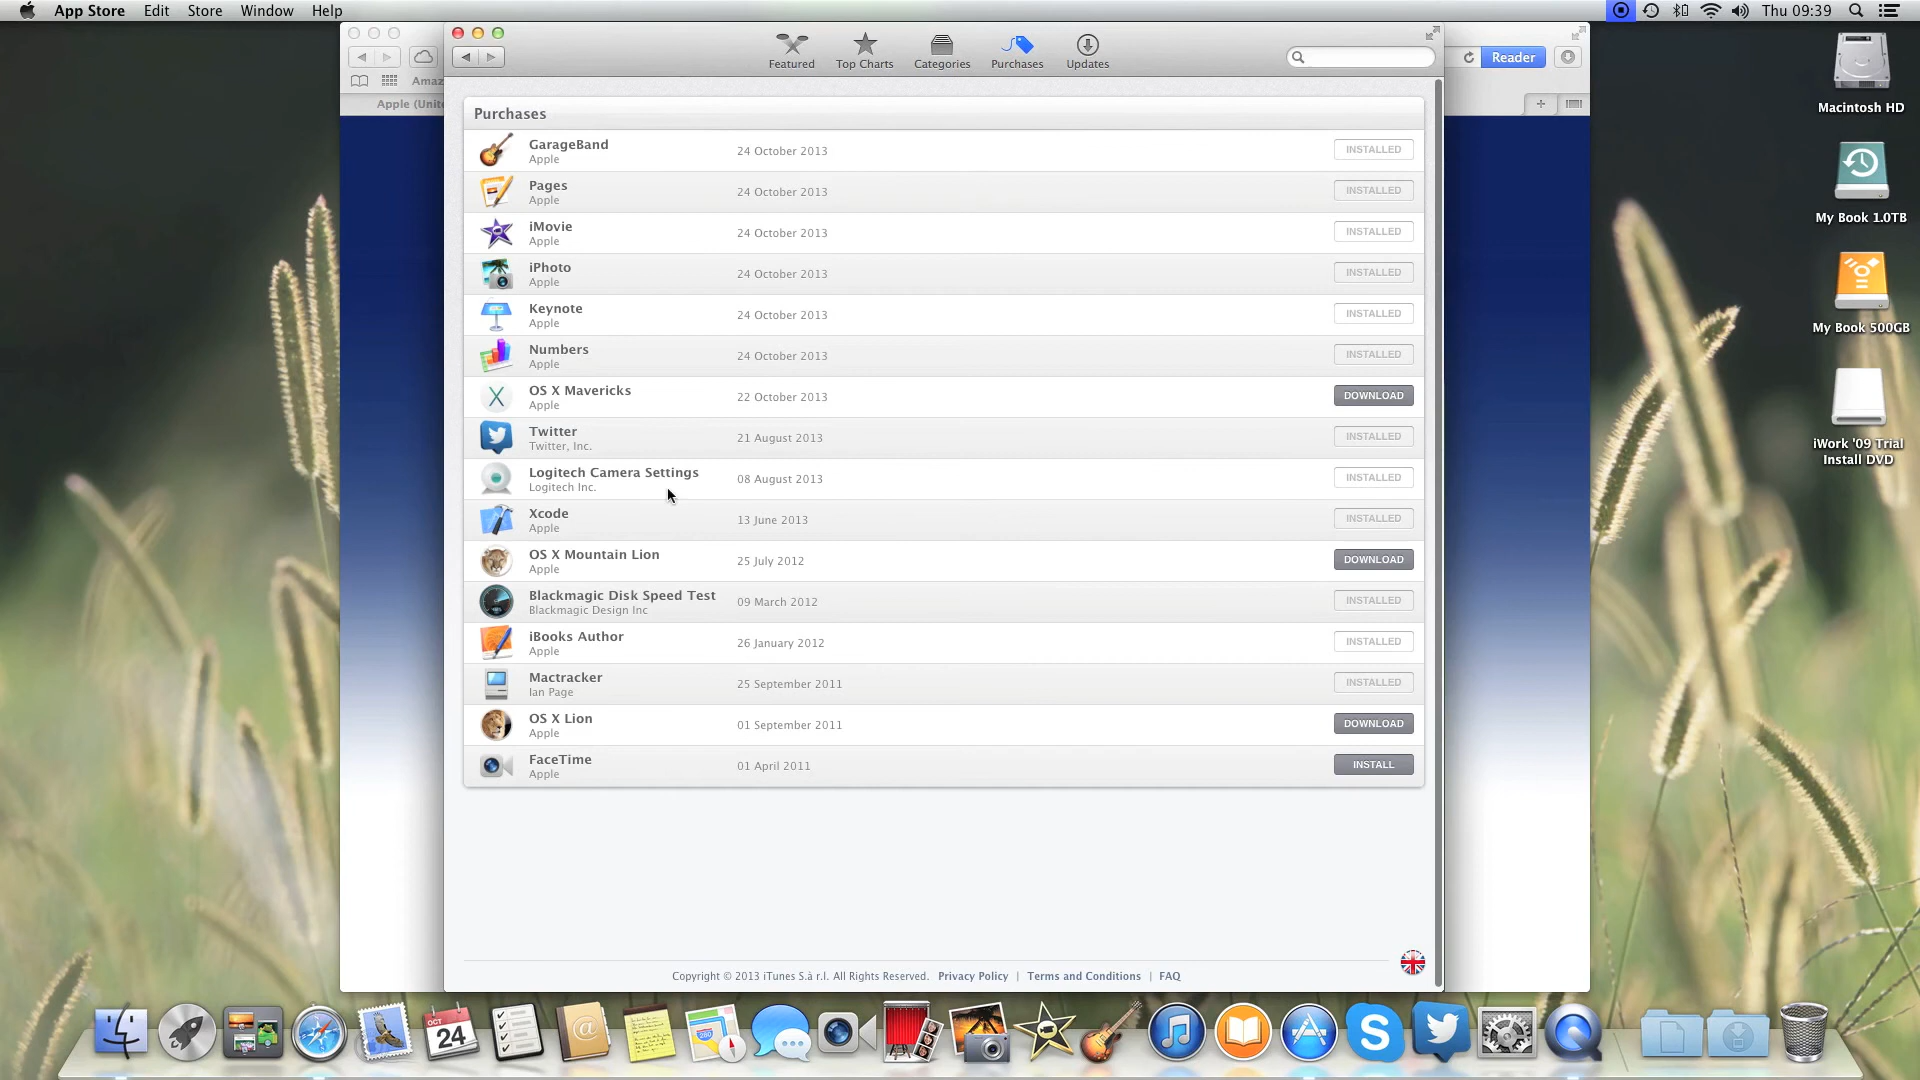 App Store Edit Store Window Help
Thu 09:39
Featured Top Charts Categories Purchases Updates
Reader
Amaz
Apple (Unite
Purchases
GarageBand
Apple
24 October 2013
INSTALLED
Pages
Apple
24 October 2013
INSTALLED
iMovie
Apple
24 October 2013
INSTALLED
iPhoto
Apple
24 October 2013
INSTALLED
Keynote
Apple
24 October 2013
INSTALLED
Numbers
Apple
24 October 2013
INSTALLED
OS X Mavericks
Apple
22 October 2013
DOWNLOAD
Twitter
Twitter, Inc.
21 August 2013
INSTALLED
Logitech Camera Settings
Logitech Inc.
08 August 2013
INSTALLED
Xcode
Apple
13 June 2013
INSTALLED
OS X Mountain Lion
Apple
25 July 2012
DOWNLOAD
Blackmagic Disk Speed Test
Blackmagic Design Inc
09 March 2012
INSTALLED
iBooks Author
Apple
26 January 2012
INSTALLED
Mactracker
Ian Page
25 September 2011
INSTALLED
OS X Lion
Apple
01 September 2011
DOWNLOAD
FaceTime
Apple
01 April 2011
INSTALL
Copyright © 2013 iTunes S.à r.l. All Rights Reserved. Privacy Policy | Terms and Conditions | FAQ
Macintosh HD
My Book 1.0TB
My Book 500GB
iWork '09 Trial
Install DVD
OCT
24